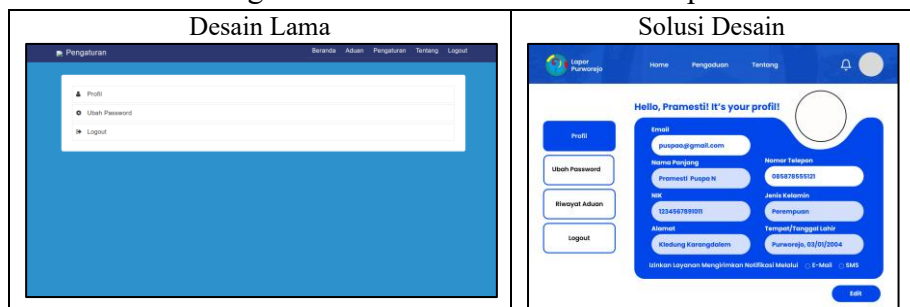 Desain Lama
Solusi Desain
Pengaturan
Beranda Aduan Pengaturan Tentang Logout
Profil
Ubah Password
Logout
Lapor
Purworejo
Home Pengaduan Tentang
Hello, Pramesti! It's your profil!
Profil
Ubah Password
Riwayat Aduan
Logout
Email
puspaa@gmail.com
Nama Panjang
Pramesti Puspa N
Nomor Telepon
085878555121
NIK
1234567891011
Jenis Kelamin
Perempuan
Alamat
Kledung Karangdalem
Tempat/Tanggal Lahir
Purworejo, 03/01/2004
Izinkan Layanan Mengirimkan Notifikasi Melalui E-Mail SMS
Edit